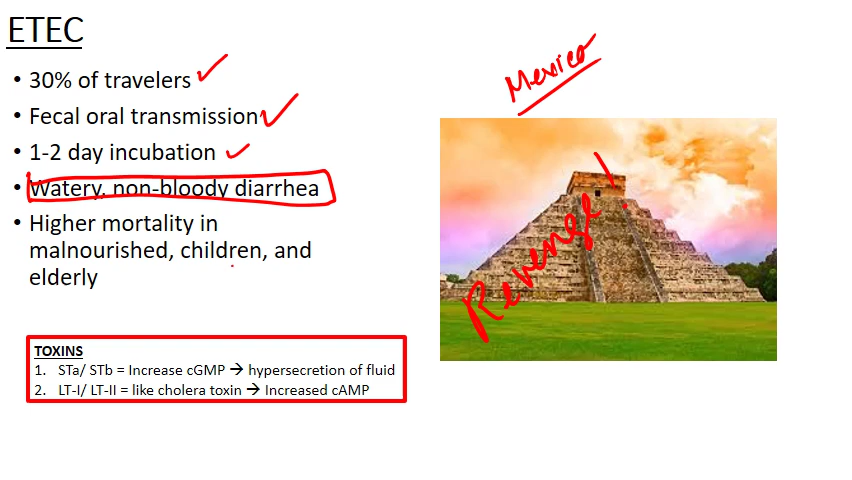 ETEC
• 30% of travelers
• Fecal oral transmission
• 1-2 day incubation
• Watery, non-bloody diarrhea
• Higher mortality in
malnourished, children, and
elderly
TOXINS
1. STa/ STb = Increase cGMP → hypersecretion of fluid
2. LT-I/ LT-II = like cholera toxin → Increased cAMP
Mexico
Revenge!